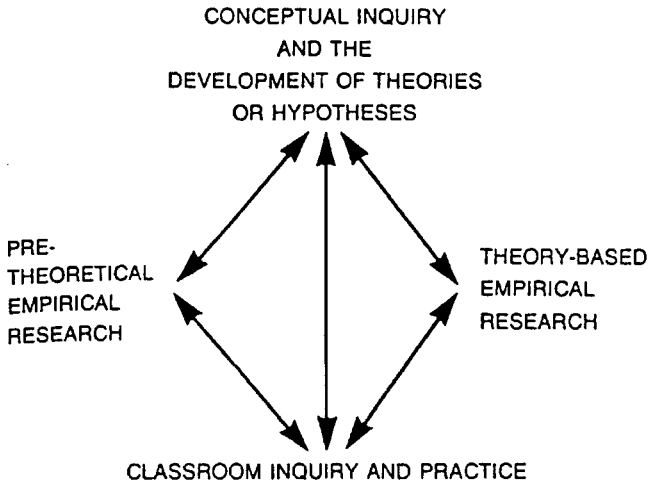 CONCEPTUAL INQUIRY
AND THE
DEVELOPMENT OF THEORIES
OR HYPOTHESES
PRE-
THEORETICAL
EMPIRICAL
RESEARCH
THEORY-BASED
EMPIRICAL
RESEARCH
CLASSROOM INQUIRY AND PRACTICE